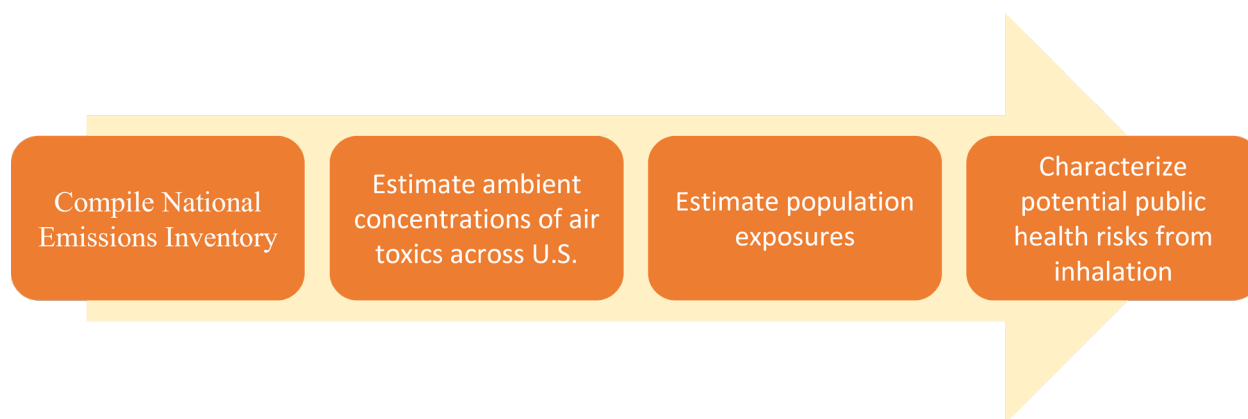 Compile National
Emissions Inventory
Estimate ambient
concentrations of air
toxics across U.S.
Estimate population
exposures
Characterize
potential public
health risks from
inhalation